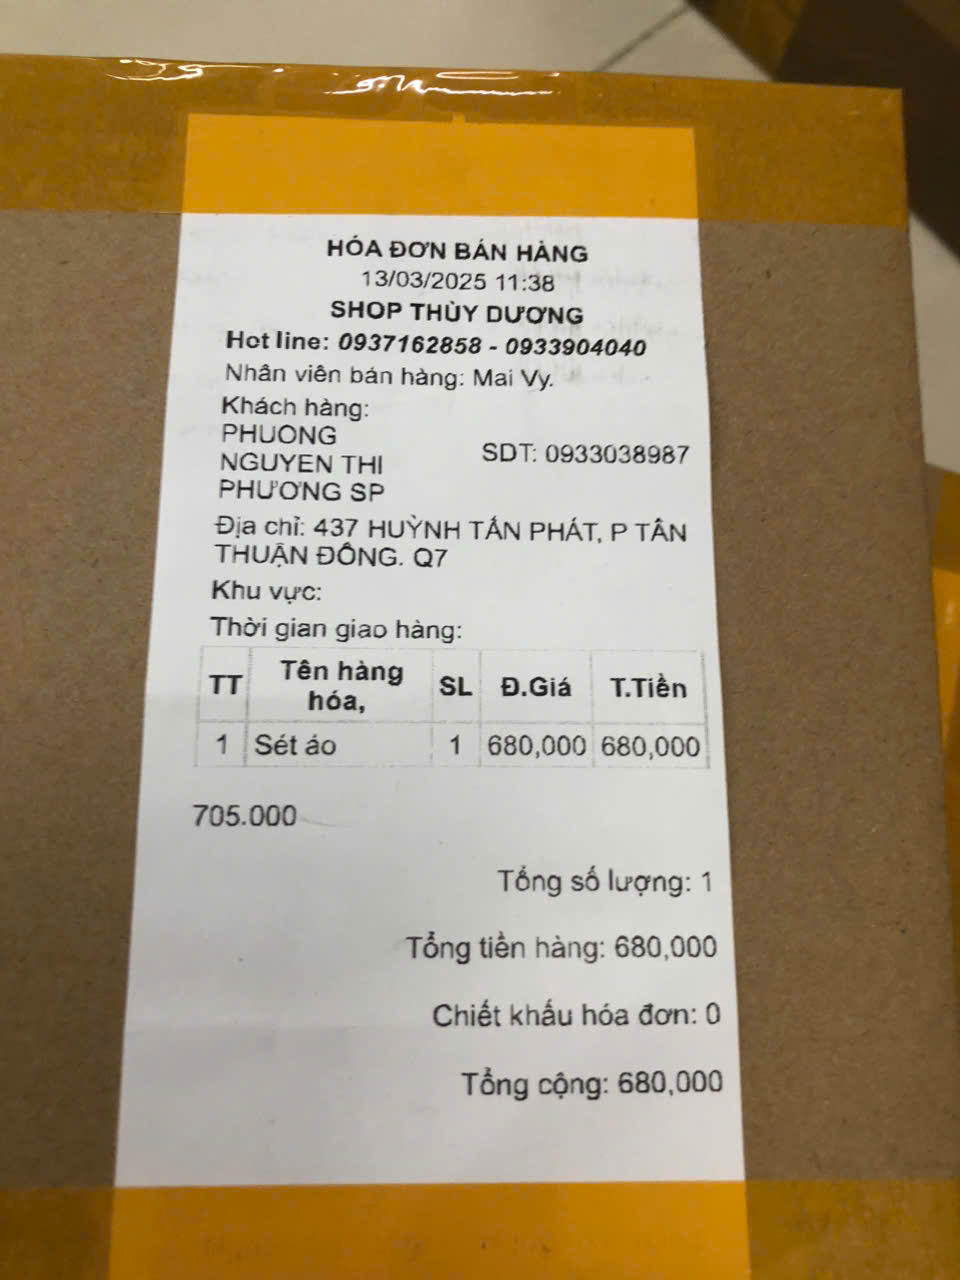 HÓA ĐƠN BÁN HÀNG
13/03/2025 11:38
SHOP THÙY DƯƠNG
Hot line: 0937162858 - 0933904040
Nhân viên bán hàng: Mai Vy.
Khách hàng:
PHUONG
NGUYEN THI
PHƯƠNG SP
SDT: 0933038987
Địa chỉ: 437 HUỲNH TẤN PHÁT, P TÂN
THUẬN ĐÔNG. Q7
Khu vực:
Thời gian giao hàng:
TT Tên hàng hóa, SL Đ.Giá T.Tiền
1 Sét áo 1 680,000 680,000
705.000
Tổng số lượng: 1
Tổng tiền hàng: 680,000
Chiết khấu hóa đơn: 0
Tổng cộng: 680,000